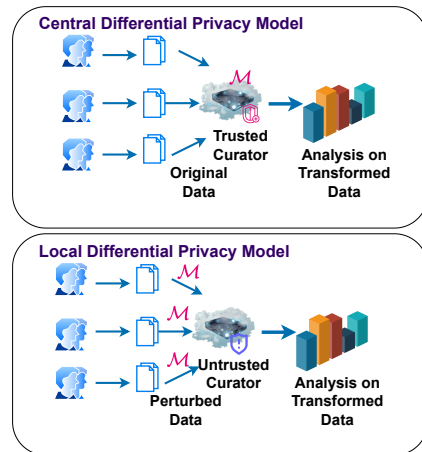 Central Differential Privacy Model
ℳ
Trusted
Curator
Original
Data
Analysis on
Transformed
Data
Local Differential Privacy Model
ℳ
ℳ
ℳ
Untrusted
Curator
Perturbed
Data
Analysis on
Transformed
Data